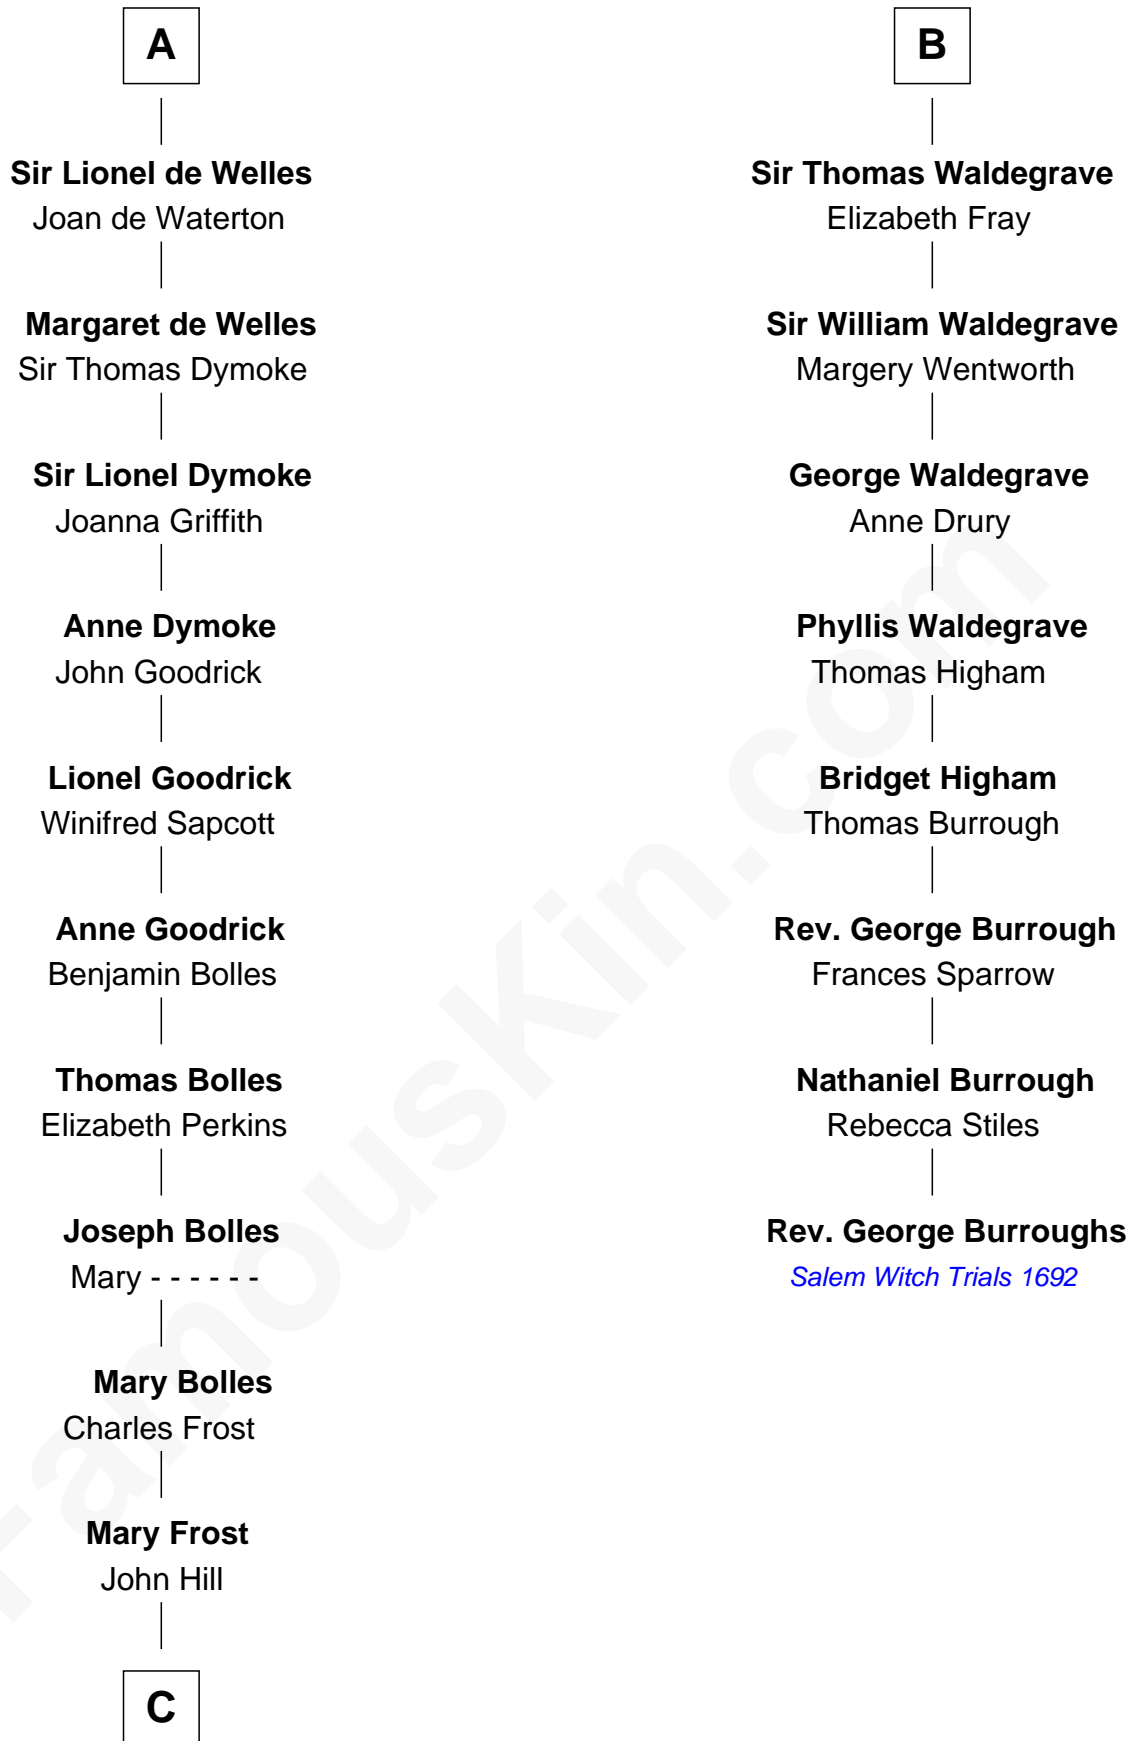 A
Sir Lionel de Welles
Joan de Waterton
Margaret de Welles
Sir Thomas Dymoke
Sir Lionel Dymoke
Joanna Griffith
Anne Dymoke
John Goodrick
Lionel Goodrick
Winifred Sapcott
Anne Goodrick
Benjamin Bolles
Thomas Bolles
Elizabeth Perkins
Joseph Bolles
Mary - - - - - -
Mary Bolles
Charles Frost
Mary Frost
John Hill
C
B
Sir Thomas Waldegrave
Elizabeth Fray
Sir William Waldegrave
Margery Wentworth
George Waldegrave
Anne Drury
Phyllis Waldegrave
Thomas Higham
Bridget Higham
Thomas Burrough
Rev. George Burrough
Frances Sparrow
Nathaniel Burrough
Rebecca Stiles
Rev. George Burroughs
Salem Witch Trials 1692
FamousKin.com